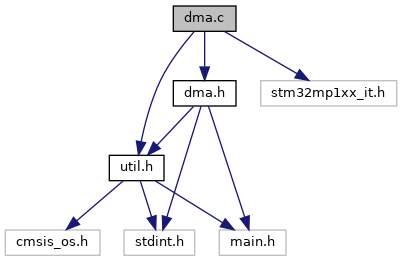 dma.c
dma.h
stm32mp1xx_it.h
util.h
cmsis_os.h
stdint.h
main.h